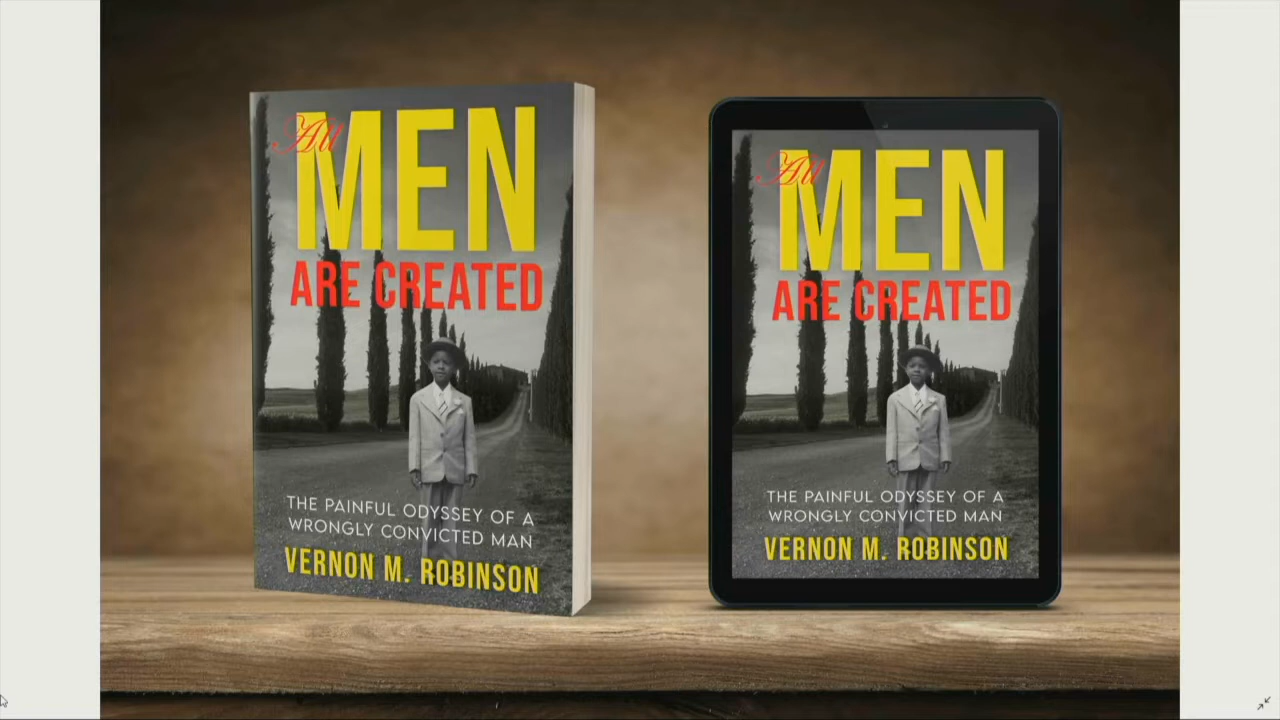 All
MEN
ARE CREATED
THE PAINFUL ODYSSEY OF A
WRONGLY CONVICTED MAN
VERNON M. ROBINSON
All
MEN
ARE CREATED
THE PAINFUL ODYSSEY OF A
WRONGLY CONVICTED MAN
VERNON M. ROBINSON